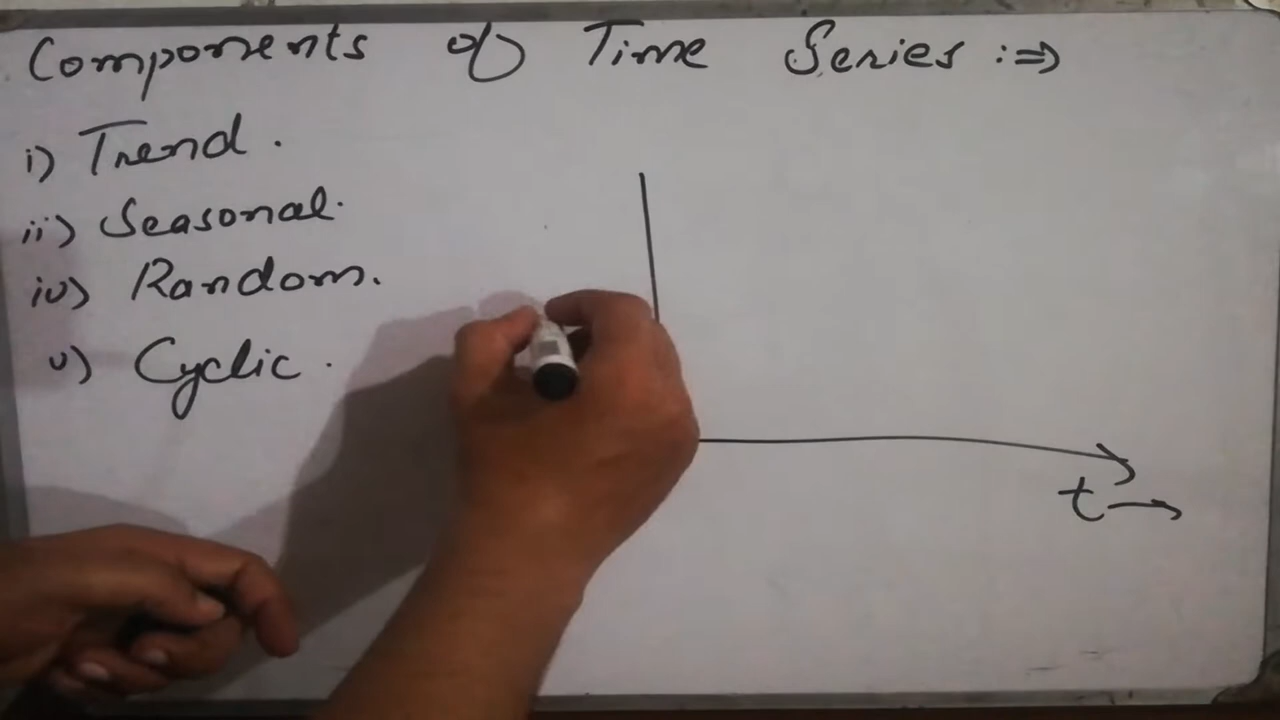 Components of Time Series :⇒
i) Trend.
ii) Seasonal.
iv) Random.
v) Cyclic.
t→